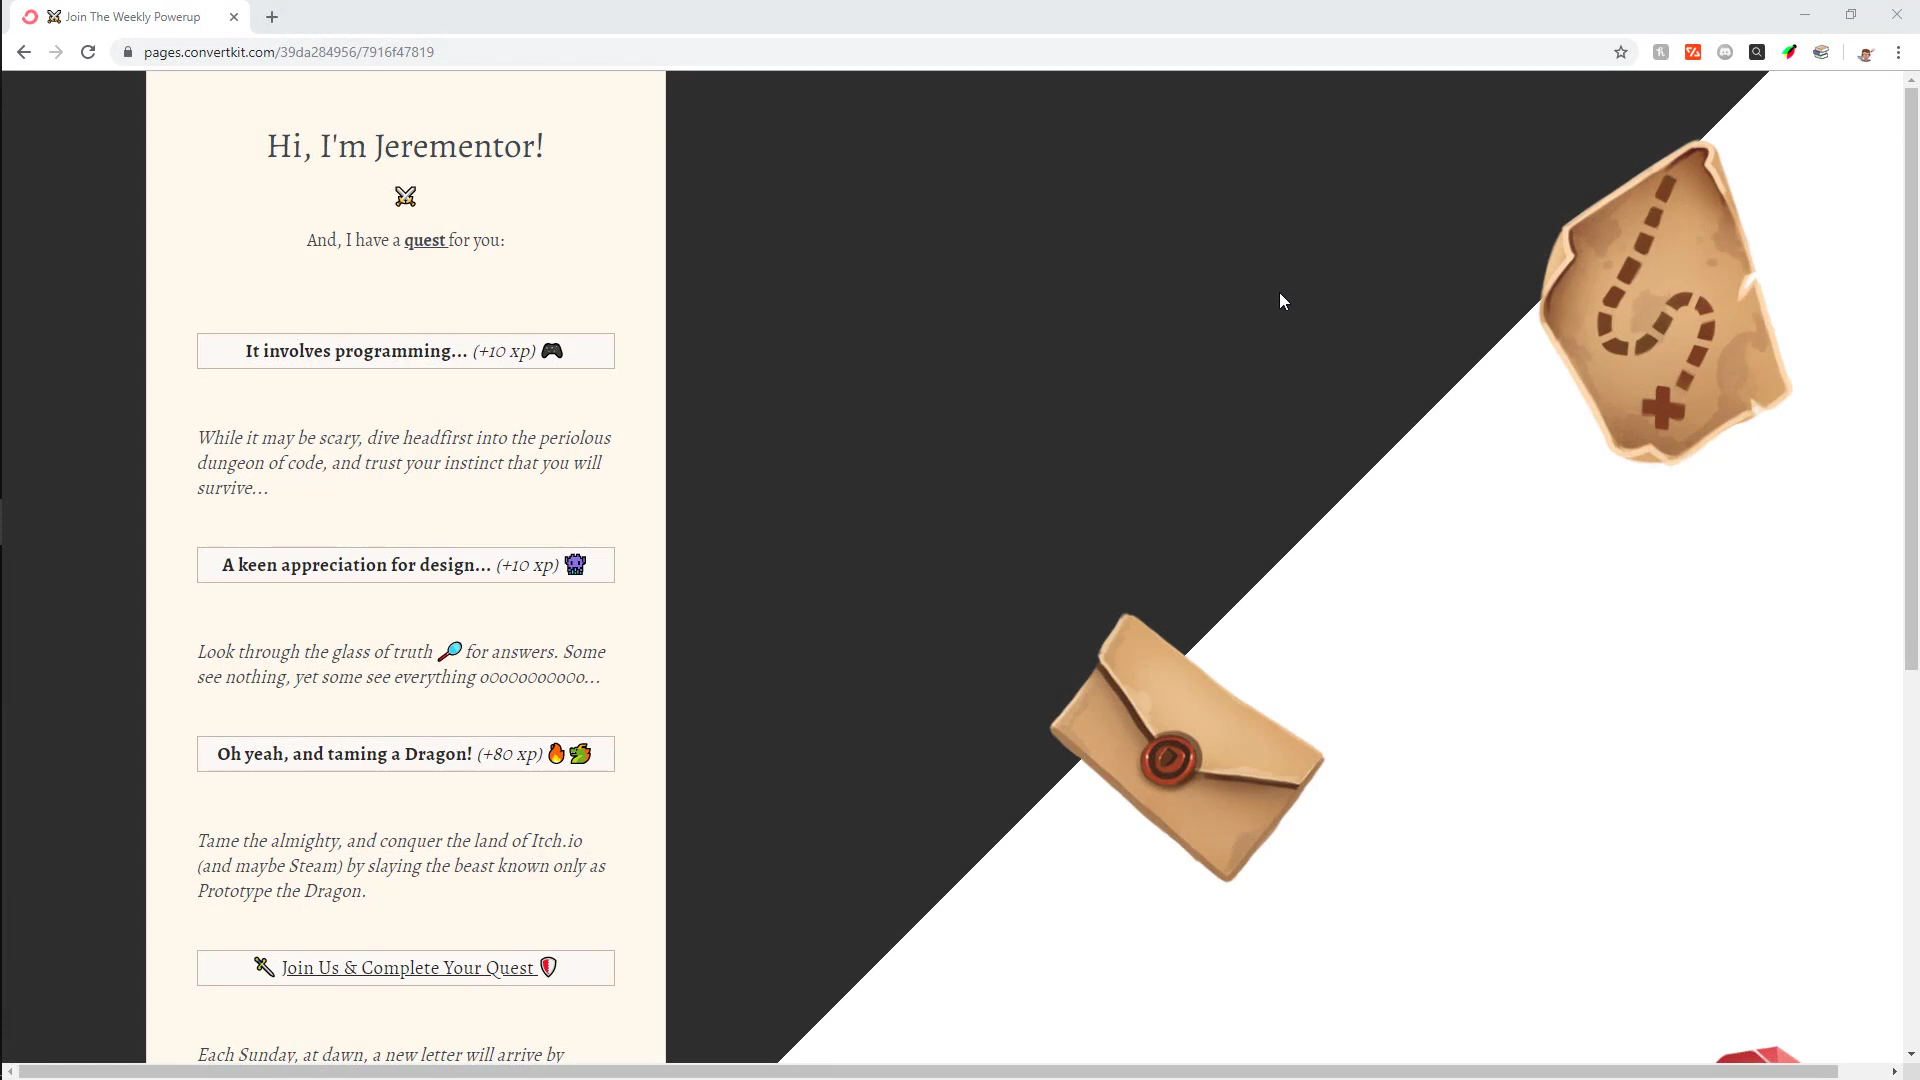 Join The Weekly Powerup
pages.convertkit.com/39da284956/7916f47819
Hi, I'm Jerementor!
And, I have a quest for you:
It involves programming... (+10 xp)
While it may be scary, dive headfirst into the periolous
dungeon of code, and trust your instinct that you will
survive...
A keen appreciation for design... (+10 xp)
Look through the glass of truth for answers. Some
see nothing, yet some see everything ooooooooooo...
Oh yeah, and taming a Dragon! (+80 xp)
Tame the almighty, and conquer the land of Itch.io
(and maybe Steam) by slaying the beast known only as
Prototype the Dragon.
Join Us & Complete Your Quest
Each Sunday, at dawn, a new letter will arrive by